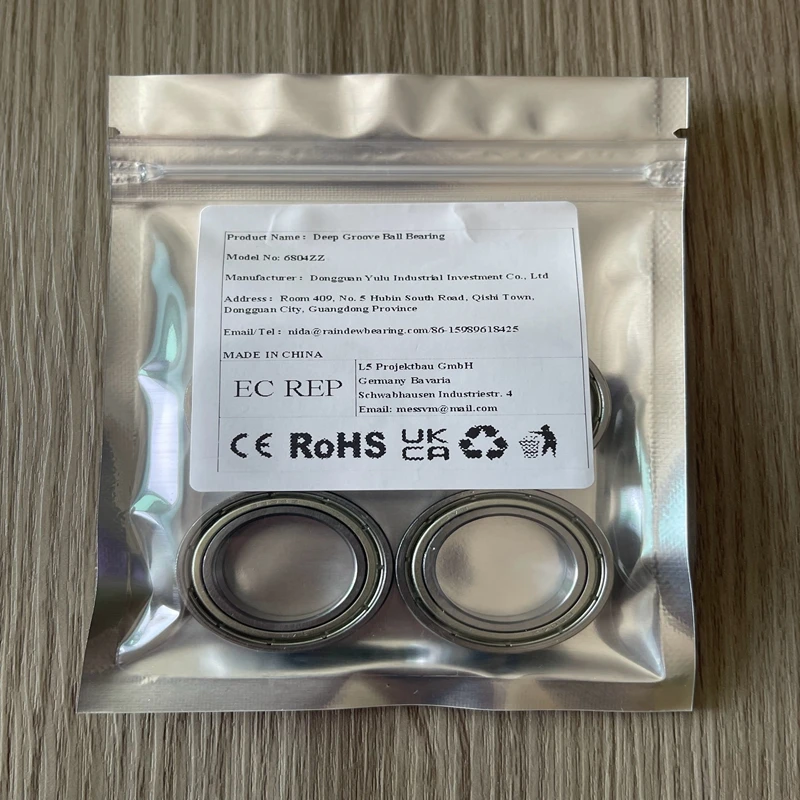 Product Name : Deep Groove Ball Bearing
Model No: 6804ZZ
Manufacturer : Dongguan Yulu Industrial Investment Co., Ltd
Address : Room 409, No. 5 Hubin South Road, Qishi Town,
Dongguan City, Guangdong Province
Email/Tel : nida@raindewbearing.com/86-15989618425
MADE IN CHINA
EC REP
L5 Projektbau GmbH
Germany Bavaria
Schwabhausen Industriestr. 4
Email: messvm@mail.com
CE RoHS UK
CA